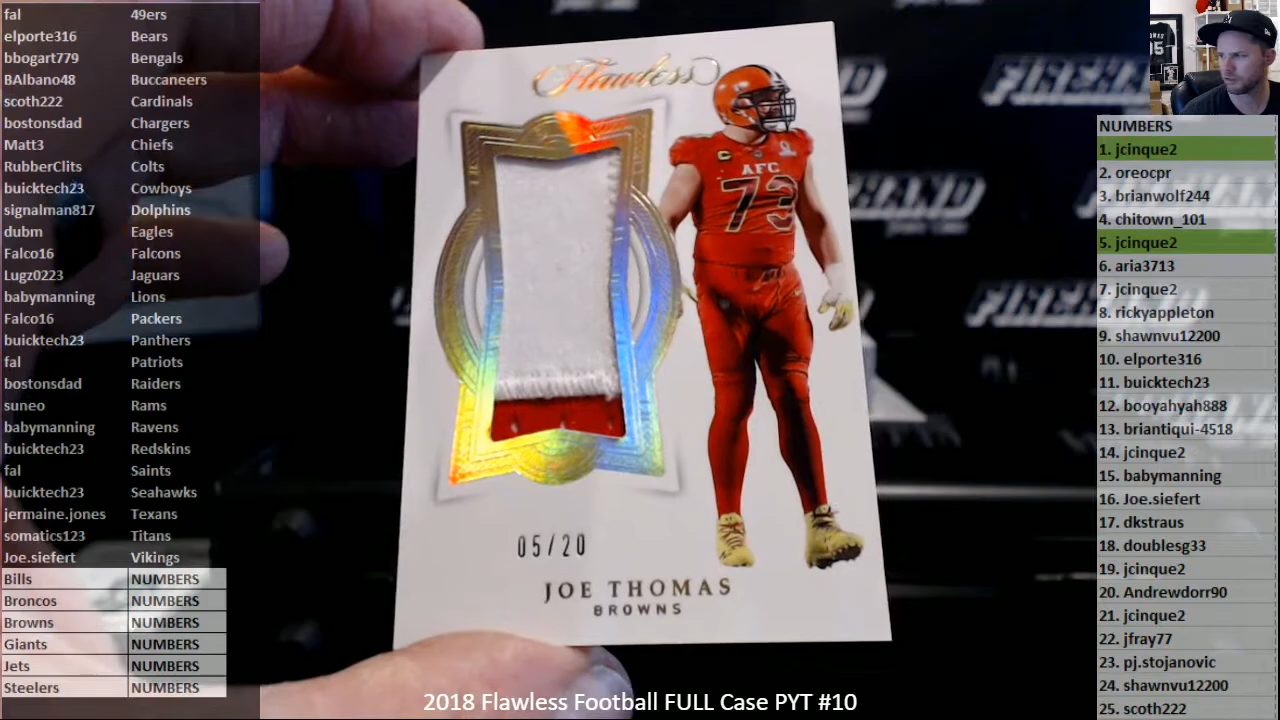 fal 49ers
elporte316 Bears
bbogart779 Bengals
BAlbano48 Buccaneers
scoth222 Cardinals
bostonsdad Chargers
Matt3 Chiefs
RubberClits Colts
buicktech23 Cowboys
signalman817 Dolphins
dubm Eagles
Falco16 Falcons
Lugz0223 Jaguars
babymanning Lions
Falco16 Packers
buicktech23 Panthers
fal Patriots
bostonsdad Raiders
suneo Rams
babymanning Ravens
buicktech23 Redskins
fal Saints
buicktech23 Seahawks
jermaine.jones Texans
somatics123 Titans
Joe.siefert Vikings
Bills NUMBERS
Broncos NUMBERS
Browns NUMBERS
Giants NUMBERS
Jets NUMBERS
Steelers NUMBERS
Flawless
AFC
73
05/20
JOE THOMAS
BROWNS
2018 Flawless Football FULL Case PYT #10
NUMBERS
1. jcinque2
2. oreocpr
3. brianwolf244
4. chitown_101
5. jcinque2
6. aria3713
7. jcinque2
8. rickyappleton
9. shawnvu12200
10. elporte316
11. buicktech23
12. booyahyah888
13. briantiqui-4518
14. jcinque2
15. babymanning
16. Joe.siefert
17. dkstraus
18. doublesg33
19. jcinque2
20. Andrewdorr90
21. jcinque2
22. jfray77
23. pj.stojanovic
24. shawnvu12200
25. scoth222